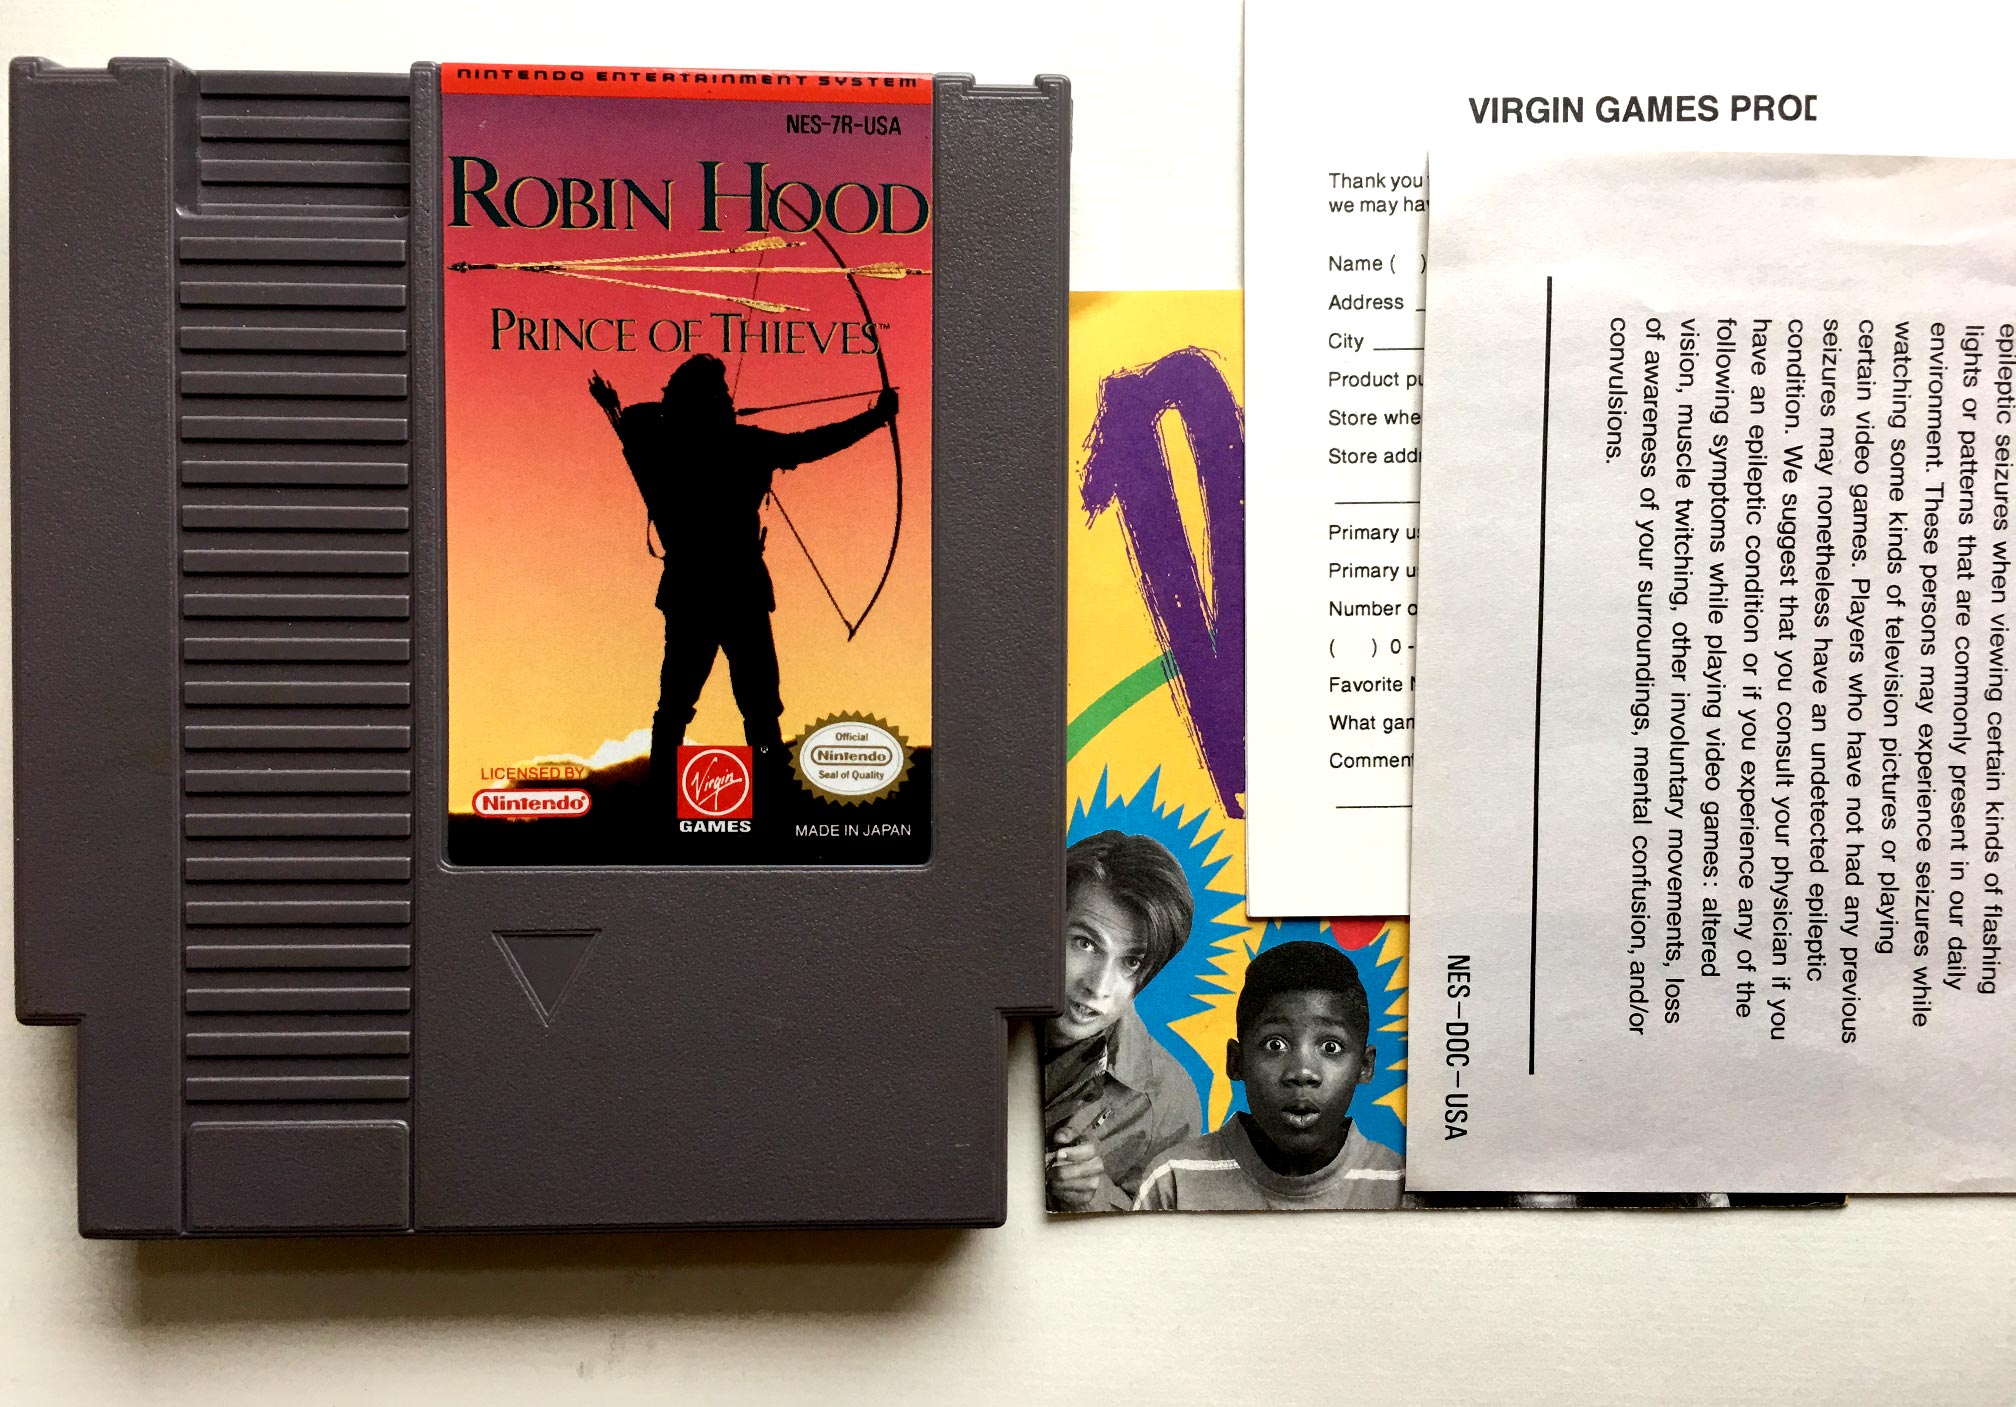 NINTENDO ENTERTAINMENT SYSTEM
NES-7R-USA
ROBIN HOOD
PRINCE OF THIEVES™
LICENSED BY
Nintendo®
Virgin®
GAMES
Official
Nintendo
Seal of Quality
MADE IN JAPAN
VIRGIN GAMES
Thank you
we may
Name ( )
Address
City
Product
Store
Store
Primary
Primary
Number
( ) 0 -
Favorite
What
epileptic seizures when viewing certain kinds of flashing
lights or patterns that are commonly present in our daily
environment. These persons may experience seizures while
watching some kinds of television pictures or playing
certain video games. Players who have not had any previous
seizures may nonetheless have an undetected epileptic
condition. We suggest that you consult your physician if you
have an epileptic condition or if you experience any of the
following symptoms while playing video games: altered
vision, muscle twitching, other involuntary movements, loss
of awareness of your surroundings, mental confusion, and/or
convulsions.
NES-DOC-USA